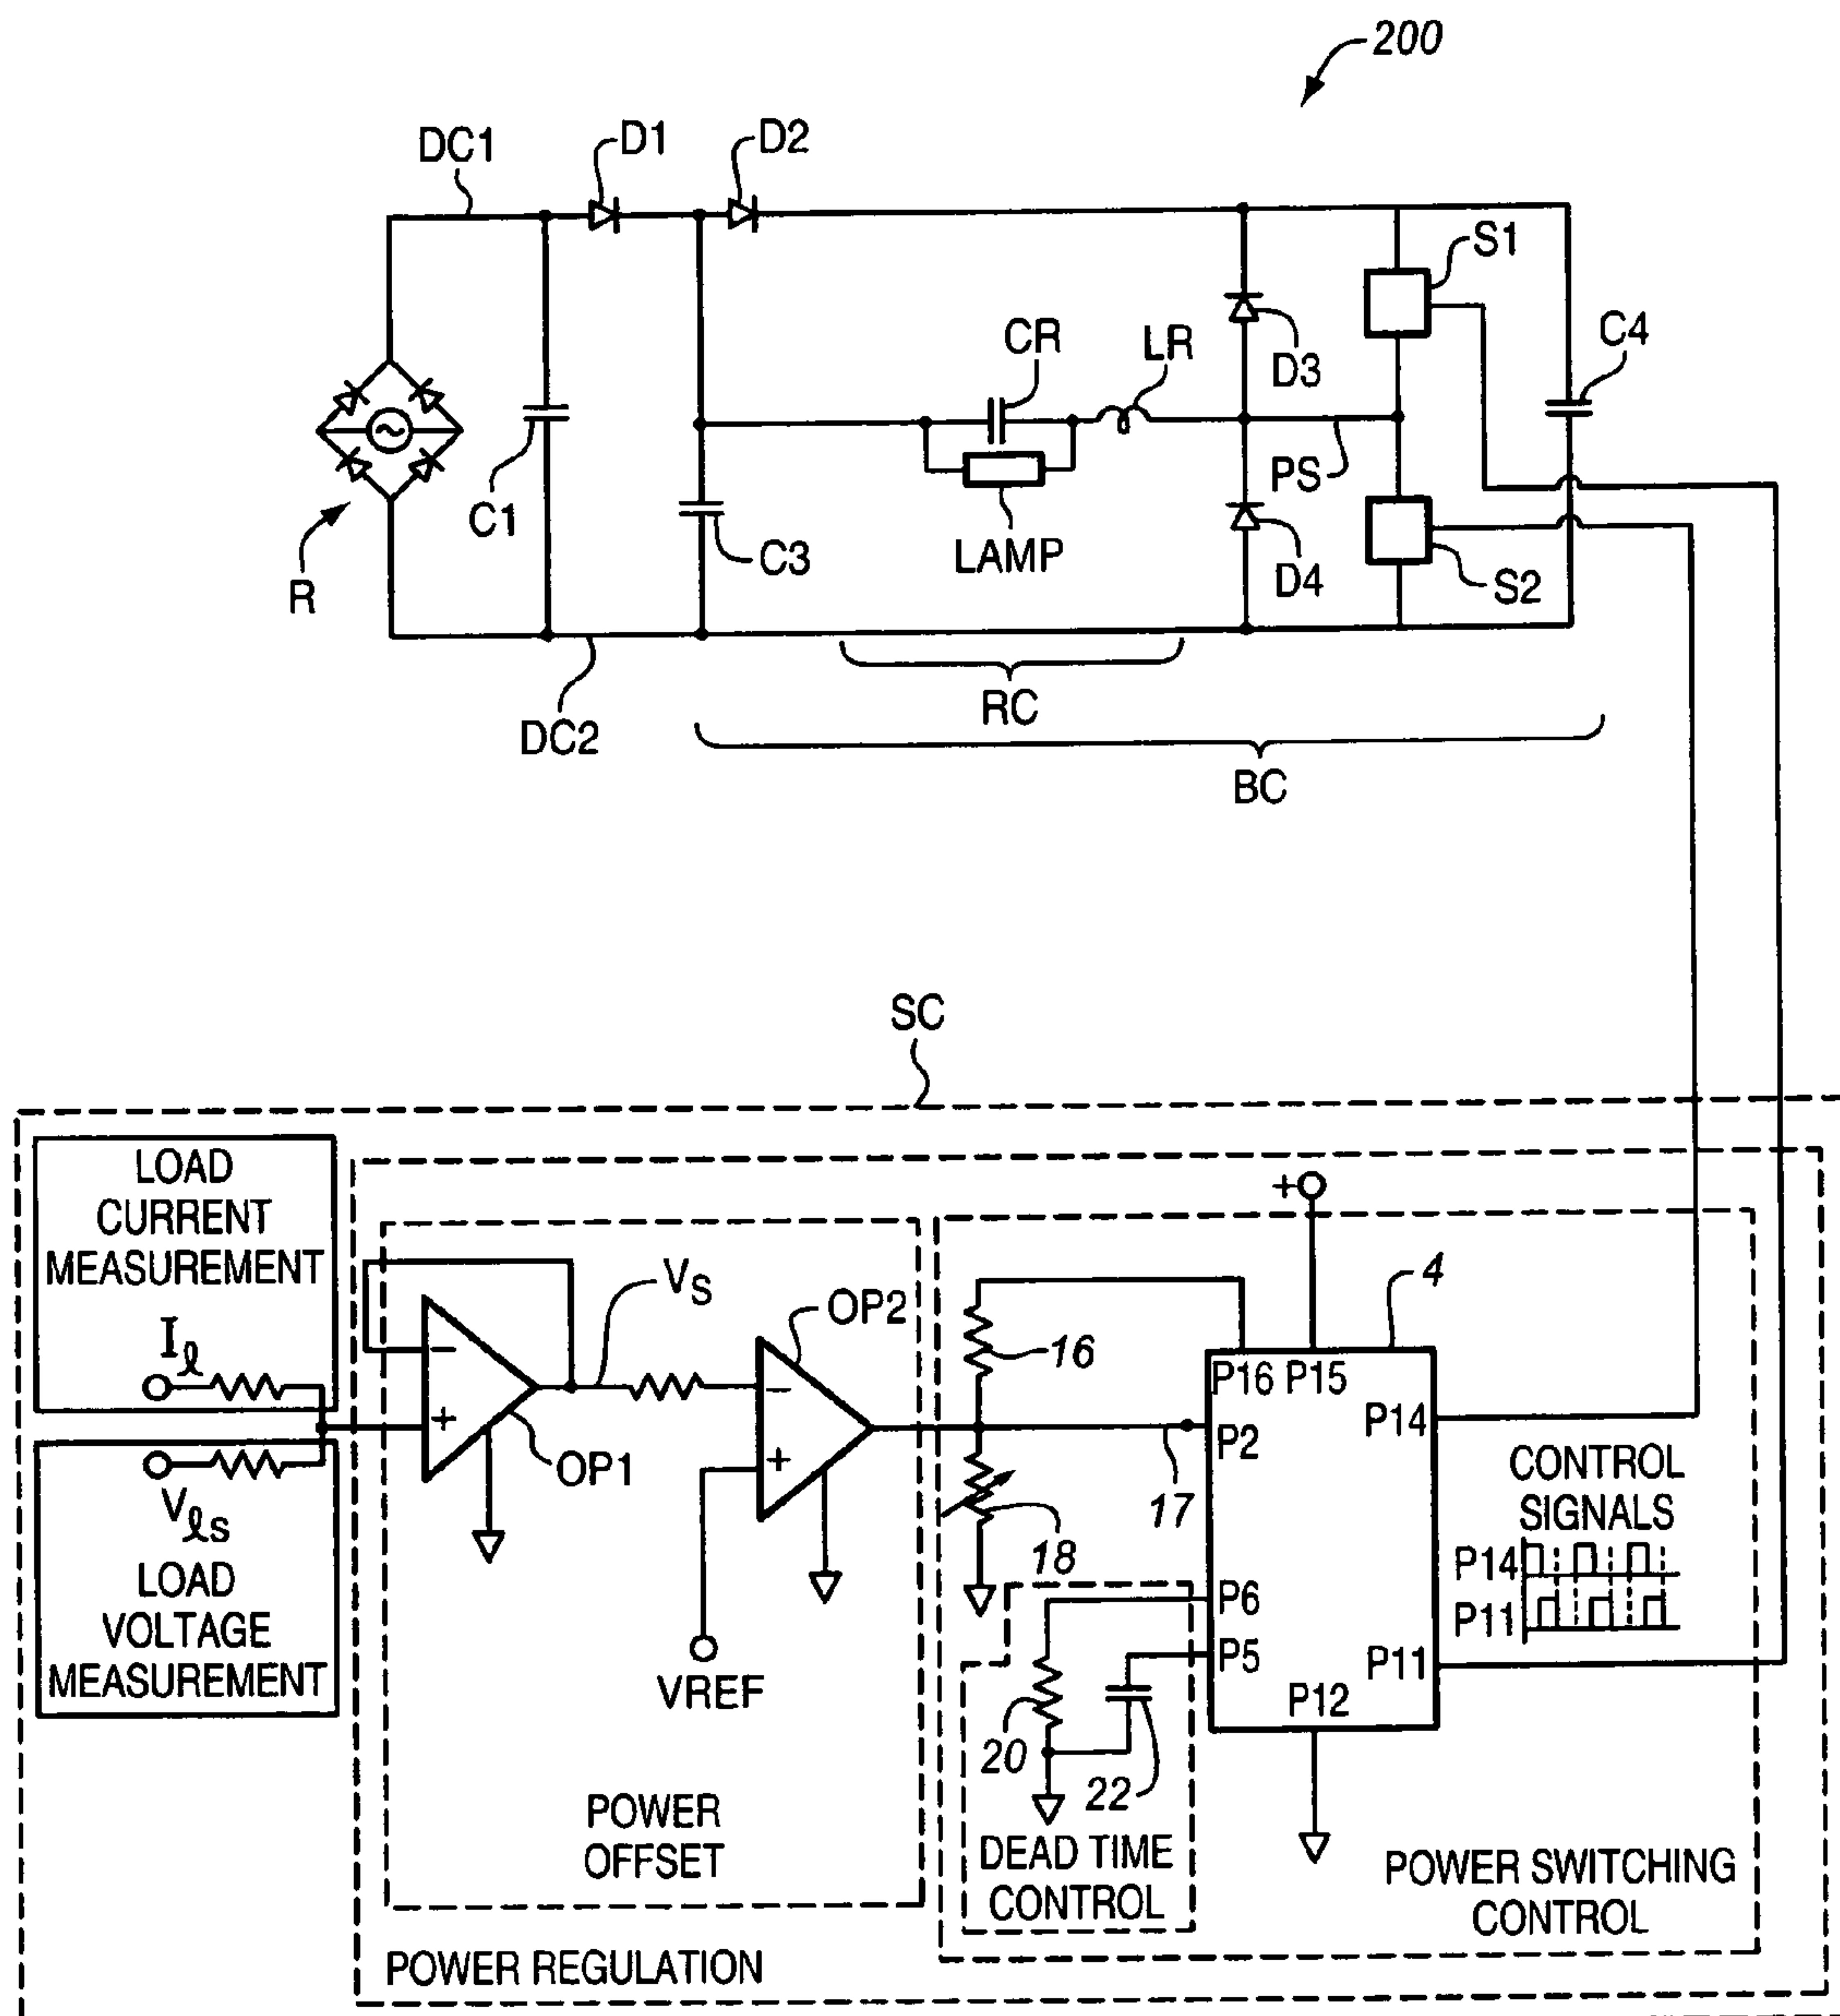 200
DC1
D1
D2
S1
CR
LR
D3
C4
C1
PS
R
C3
LAMP
D4
S2
DC2
RC
BC
SC
LOAD
CURRENT
MEASUREMENT
Iℓ
Vℓs
LOAD
VOLTAGE
MEASUREMENT
VS
OP2
−
+
OP1
−
+
VREF
POWER
OFFSET
POWER REGULATION
+
4
16
P16 P15
P14
P2
17
18
CONTROL
SIGNALS
P14
P11
P6
P5
P11
P12
20
22
DEAD TIME
CONTROL
POWER SWITCHING
CONTROL